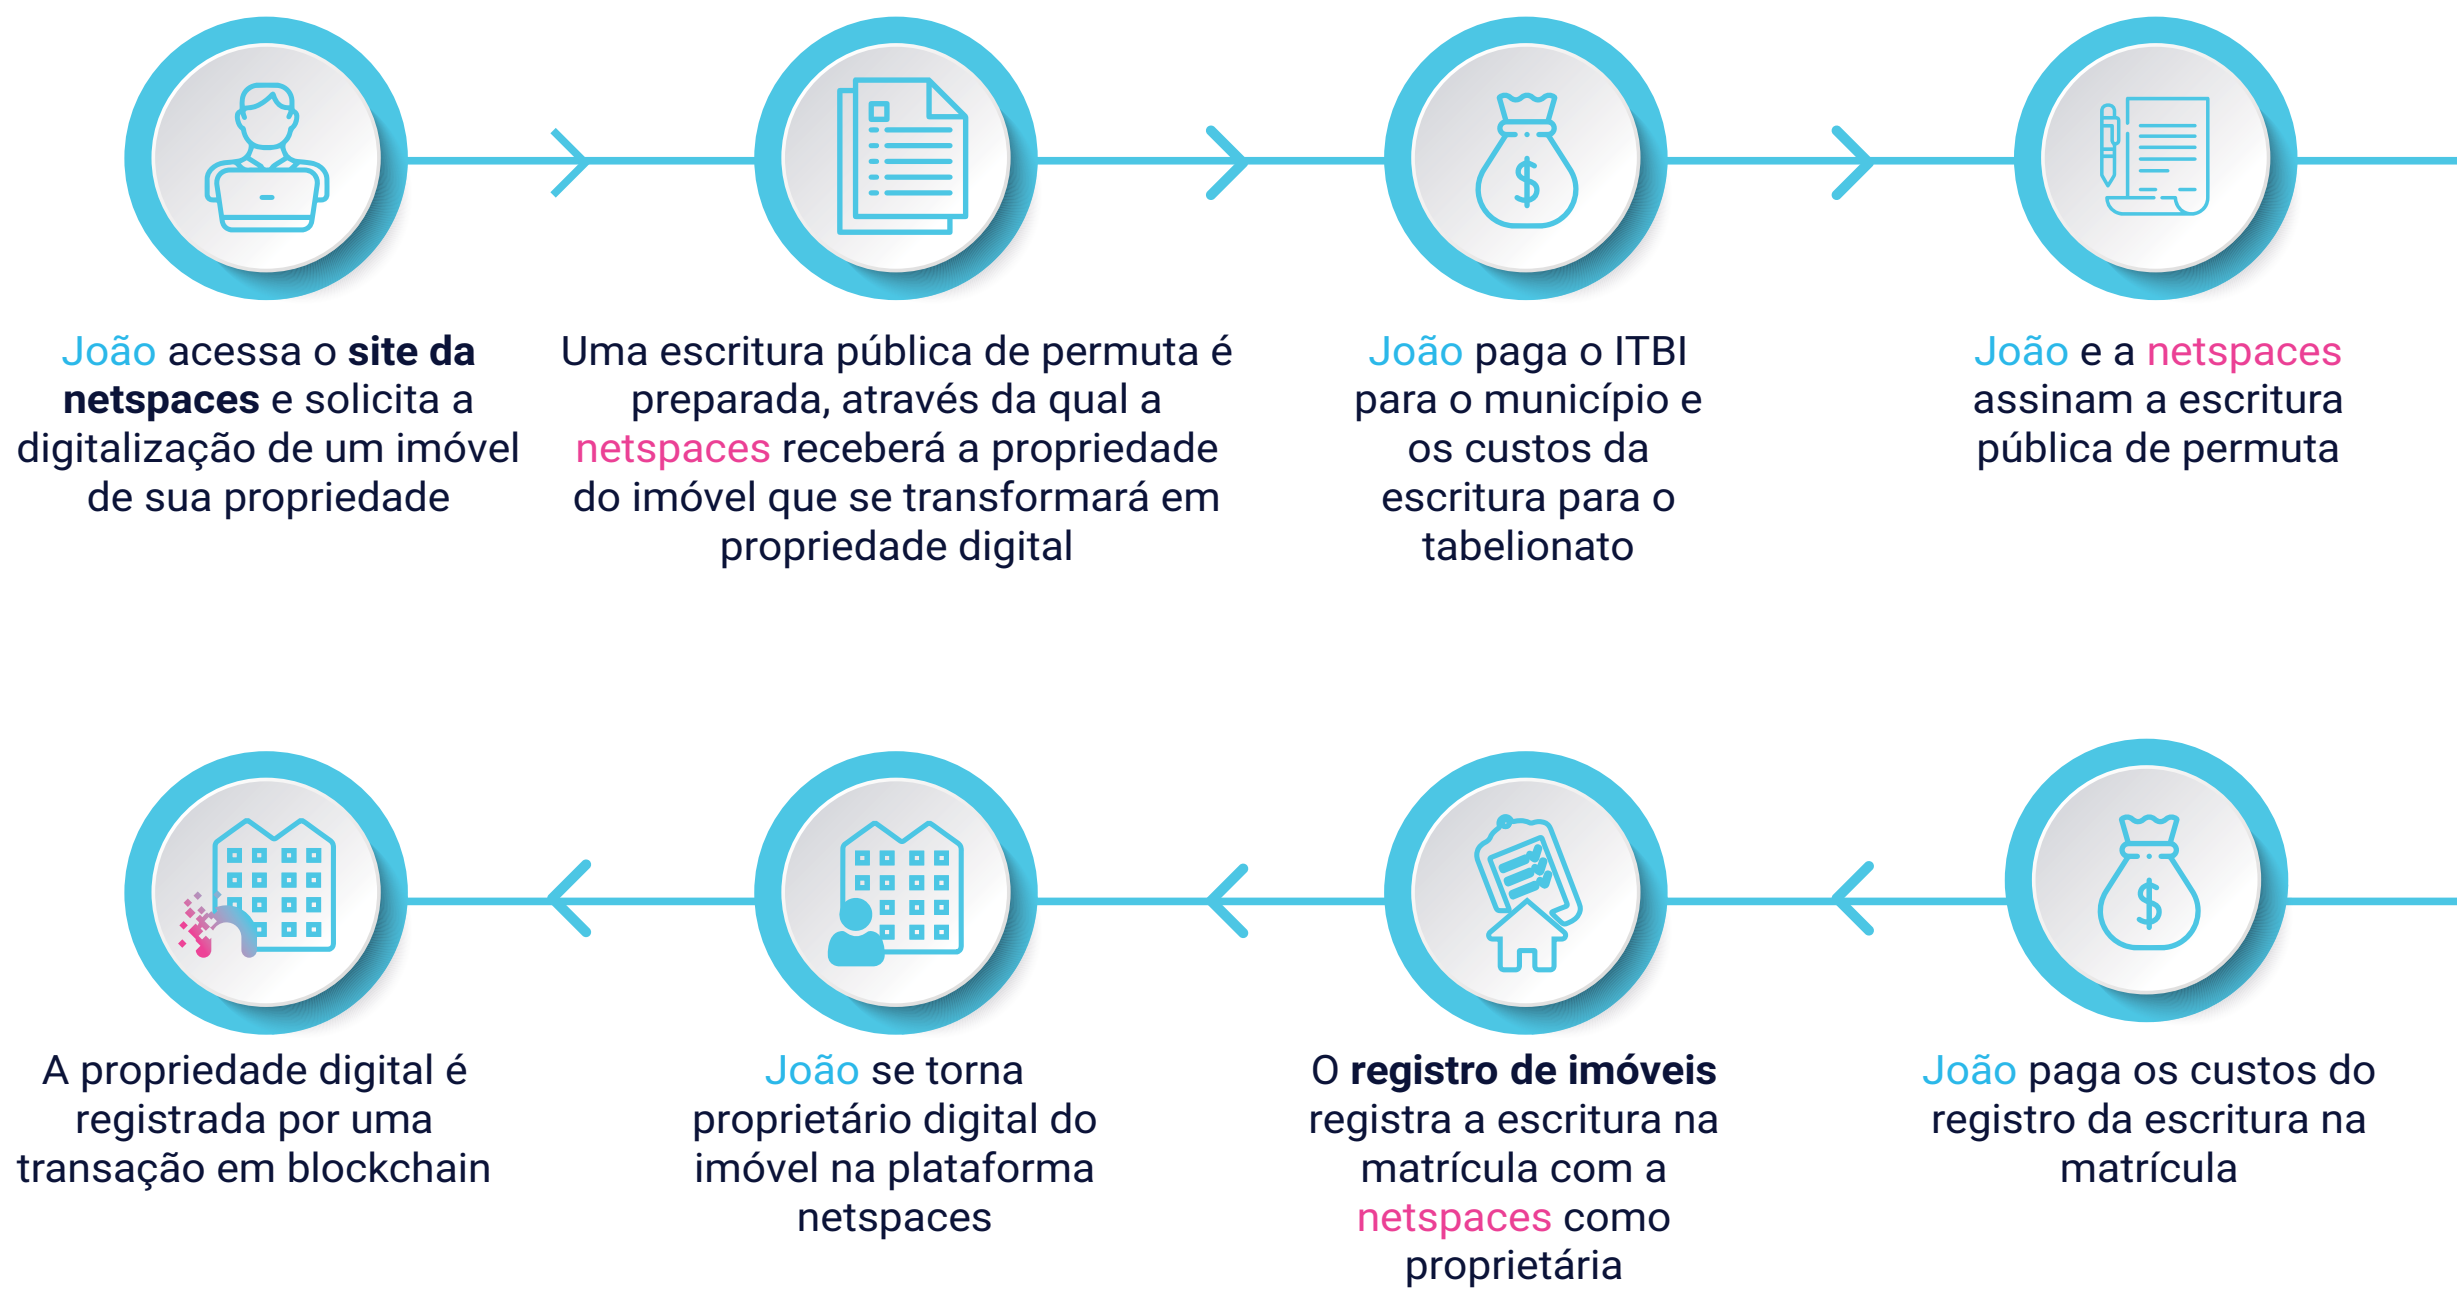 João acessa o site da
netspaces e solicita a
digitalização de um imóvel
de sua propriedade
Uma escritura pública de permuta é
preparada, através da qual a
netspaces receberá a propriedade
do imóvel que se transformará em
propriedade digital
$
João paga o ITBI
para o município e
os custos da
escritura para o
tabelionato
João e a netspaces
assinam a escritura
pública de permuta
$
João paga os custos do
registro da escritura na
matrícula
O registro de imóveis
registra a escritura na
matrícula com a
netspaces como
proprietária
João se torna
proprietário digital do
imóvel na plataforma
netspaces
A propriedade digital é
registrada por uma
transação em blockchain